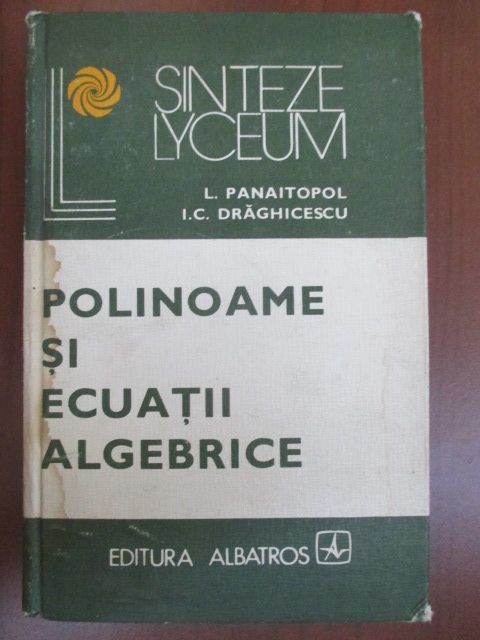 SINTEZE
LYCEUM
L. PANAITOPOL
I.C. DRĂGHICESCU
POLINOAME
ȘI
ECUAȚII
ALGEBRICE
EDITURA ALBATROS